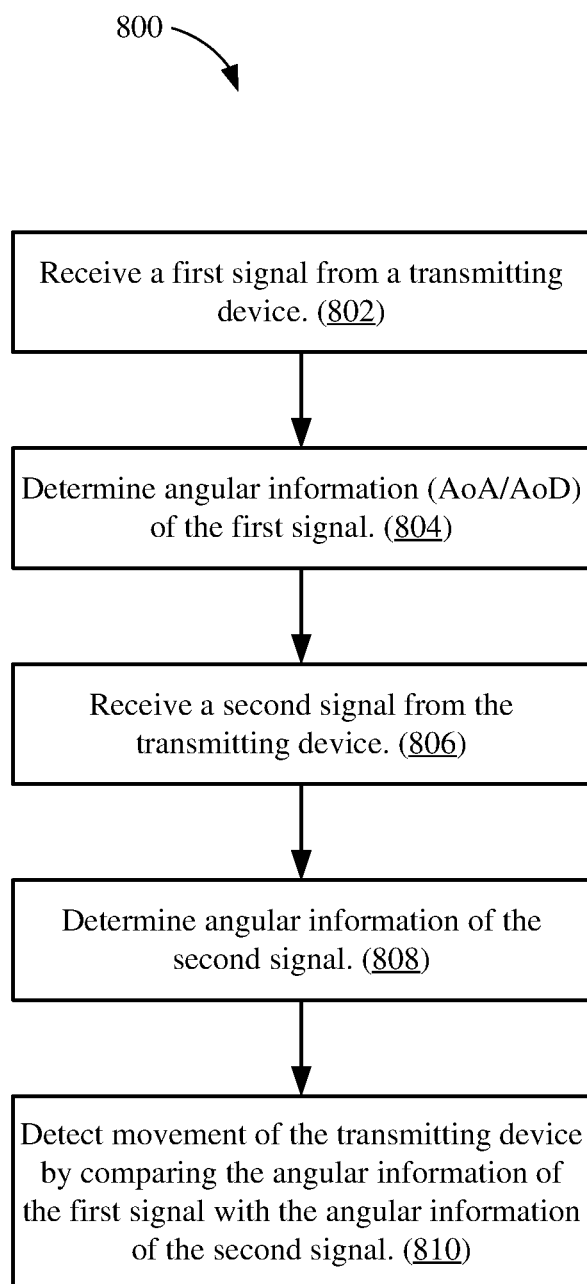 800
Receive a first signal from a transmitting
device. (802)
Determine angular information (AoA/AoD)
of the first signal. (804)
Receive a second signal from the
transmitting device. (806)
Determine angular information of the
second signal. (808)
Detect movement of the transmitting device
by comparing the angular information of
the first signal with the angular information
of the second signal. (810)